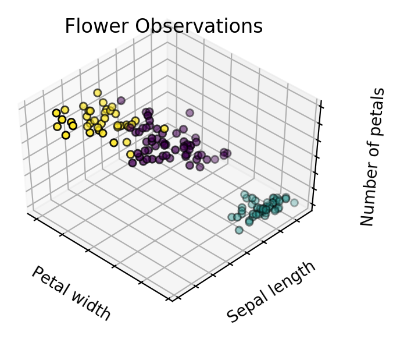 Flower Observations
Number of petals
Petal width
Sepal length